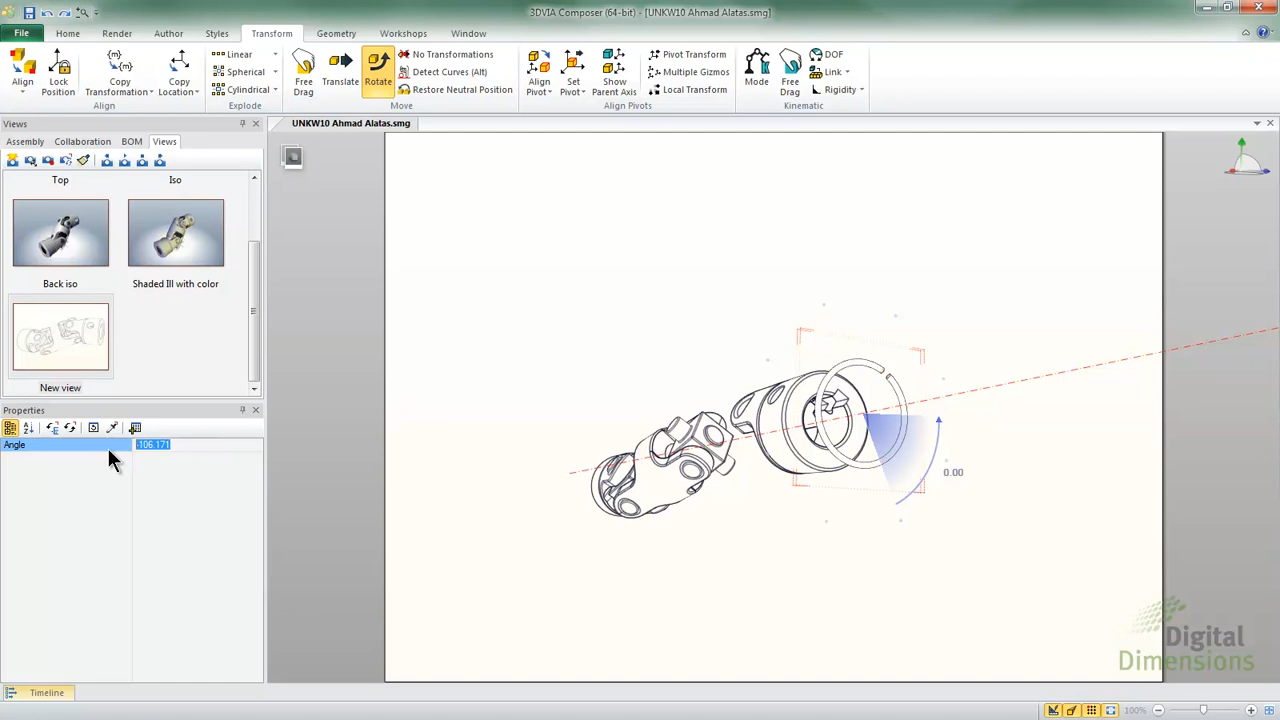 3DVIA Composer (64-bit) - [UNKW10 Ahmad Alatas.smg]
File Home Render Author Styles Transform Geometry Workshops Window
Align
Lock Position
Align
Copy Transformation
Copy Location
Linear
Spherical
Cylindrical
Explode
Free Drag
Translate
Rotate
No Transformations
Detect Curves (Alt)
Restore Neutral Position
Move
Align Pivot
Set Pivot
Show Parent Axis
Pivot Transform
Multiple Gizmos
Local Transform
Align Pivots
Mode
Free Drag
DOF
Link
Rigidity
Kinematic
Views
Assembly Collaboration BOM Views
UNKW10 Ahmad Alatas.smg
Top Iso
Back iso Shaded Ill with color
New view
Properties
Angle 106.171
0.00
Digital
Dimensions
Timeline
100%